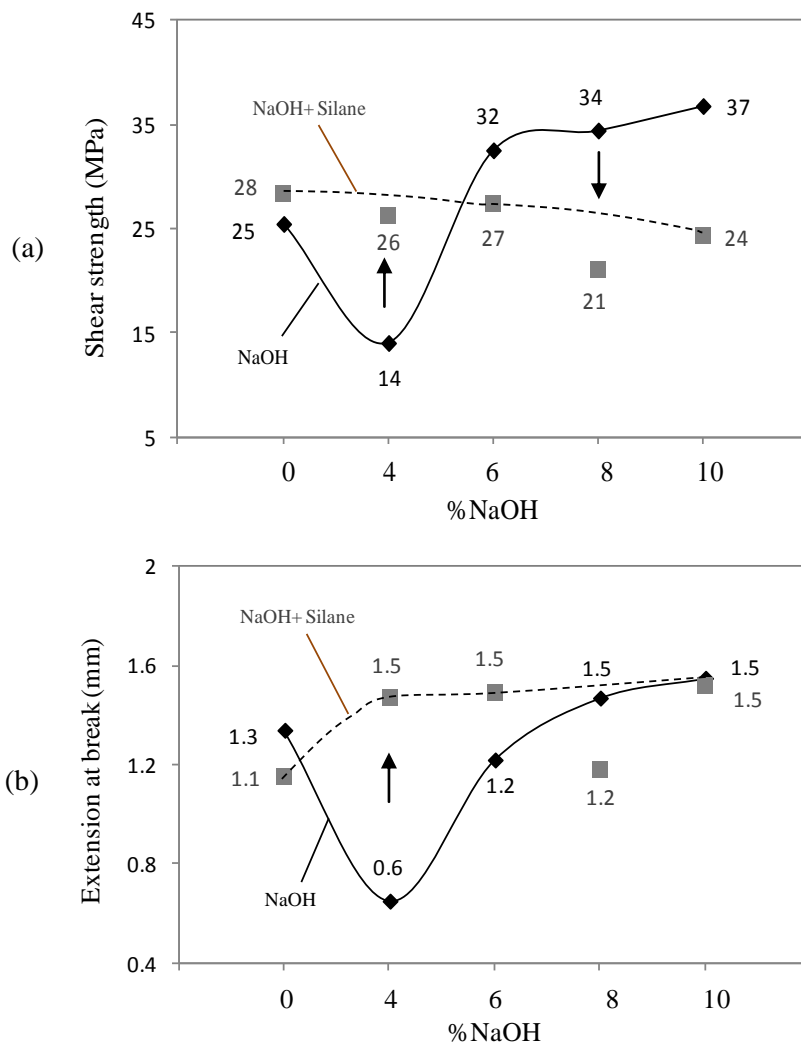 45
35
25
15
5
Shear strength (MPa)
(a)
NaOH+ Silane
NaOH
28
25
26
14
32
27
34
21
37
24
0 4 6 8 10
%NaOH
2
1.6
1.2
0.8
0.4
Extension at break (mm)
(b)
NaOH+ Silane
NaOH
1.3
1.1
1.5
0.6
1.5
1.2
1.5
1.2
1.5
1.5
0 4 6 8 10
%NaOH